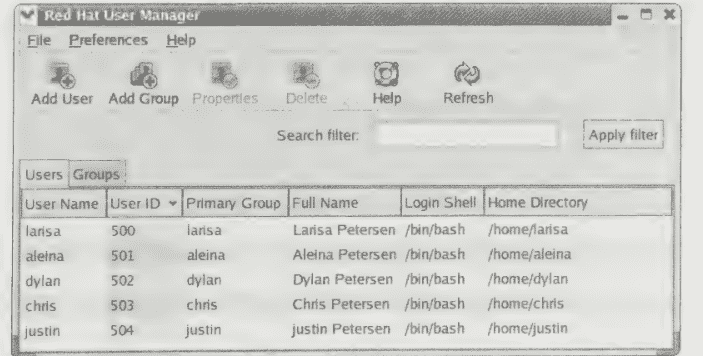 Red Hat User Manager
File Preferences Help
Add User Add Group Properties Delete Help Refresh
Search filter: Apply filter
Users Groups
User Name User ID Primary Group Full Name Login Shell Home Directory
larisa 500 larisa Larisa Petersen /bin/bash /home/larisa
aleina 501 aleina Aleina Petersen /bin/bash /home/aleina
dylan 502 dylan Dylan Petersen /bin/bash /home/dylan
chris 503 chris Chris Petersen /bin/bash /home/chris
justin 504 justin justin Petersen /bin/bash /home/justin